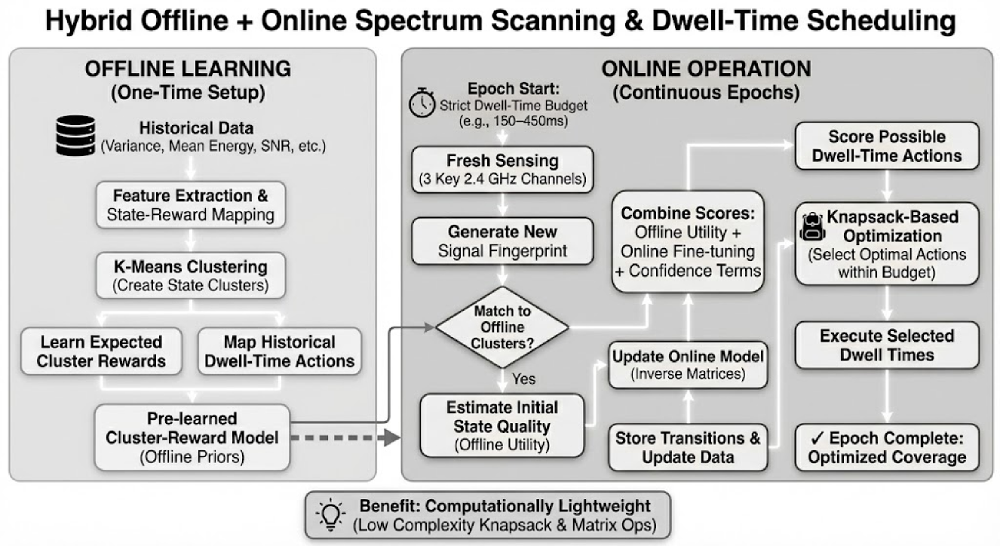 Hybrid Offline + Online Spectrum Scanning & Dwell-Time Scheduling
OFFLINE LEARNING
(One-Time Setup)
Historical Data
(Variance, Mean Energy, SNR, etc.)
Feature Extraction &
State-Reward Mapping
K-Means Clustering
(Create State Clusters)
Learn Expected
Cluster Rewards
Map Historical
Dwell-Time Actions
Pre-learned
Cluster-Reward Model
(Offline Priors)
ONLINE OPERATION
(Continuous Epochs)
Epoch Start:
Strict Dwell-Time Budget
(e.g., 150–450ms)
Fresh Sensing
(3 Key 2.4 GHz Channels)
Generate New
Signal Fingerprint
Match to
Offline
Clusters?
Yes
Estimate Initial
State Quality
(Offline Utility)
Combine Scores:
Offline Utility +
Online Fine-tuning
+ Confidence Terms
Update Online Model
(Inverse Matrices)
Store Transitions &
Update Data
Score Possible
Dwell-Time Actions
Knapsack-Based
Optimization
(Select Optimal Actions
within Budget)
Execute Selected
Dwell Times
✓ Epoch Complete:
Optimized Coverage
Benefit: Computationally Lightweight
(Low Complexity Knapsack & Matrix Ops)